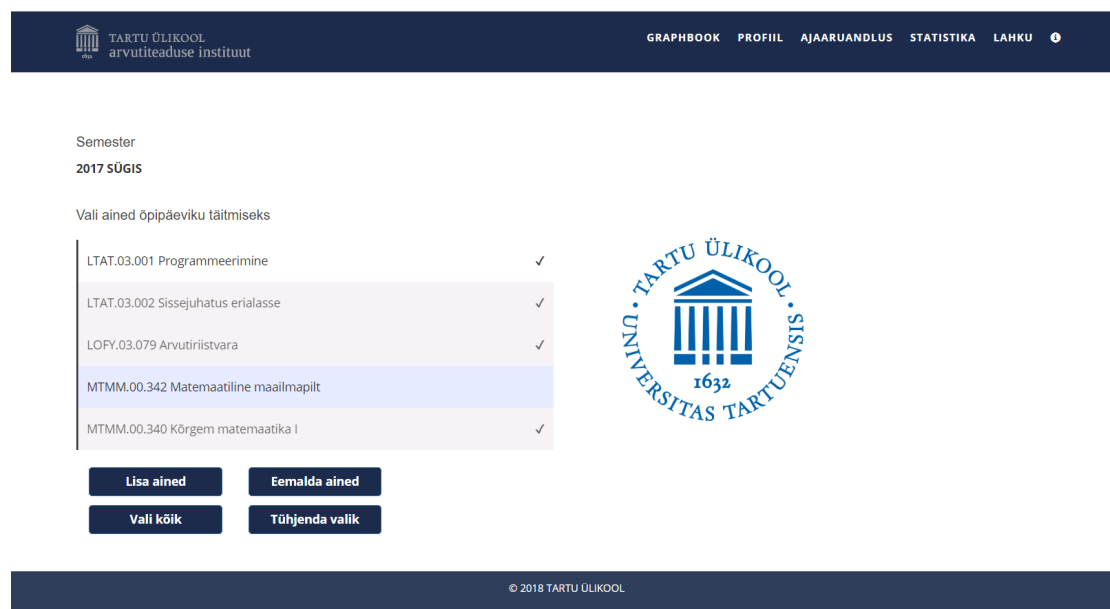 TARTU ÜLIKOOL
arvutiteaduse instituut
1632
GRAPHBOOK PROFIIL AJAARUANDLUS STATISTIKA LAHKU
Semester
2017 SÜGIS
Vali ained õpipäeviku täitmiseks
LTAT.03.001 Programmeerimine ✓
LTAT.03.002 Sissejuhatus erialasse ✓
LOFY.03.079 Arvutiriistvara ✓
MTMM.00.342 Matemaatiline maailmapilt
MTMM.00.340 Kõrgem matemaatika I ✓
TARTU ÜLIKOOL · UNIVERSITAS TARTUENSIS ·
1632
Lisa ained Eemalda ained
Vali kõik Tühjenda valik
© 2018 TARTU ÜLIKOOL